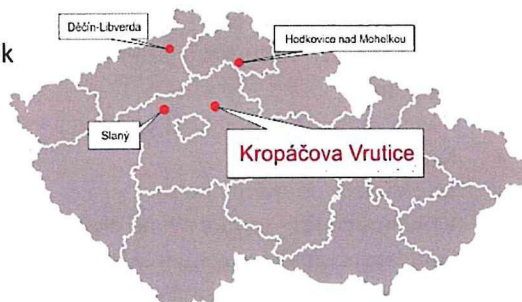 Děčín-Libverda
Hodkovice nad Mohelkou
k
Slaný
Kropáčova Vrutice